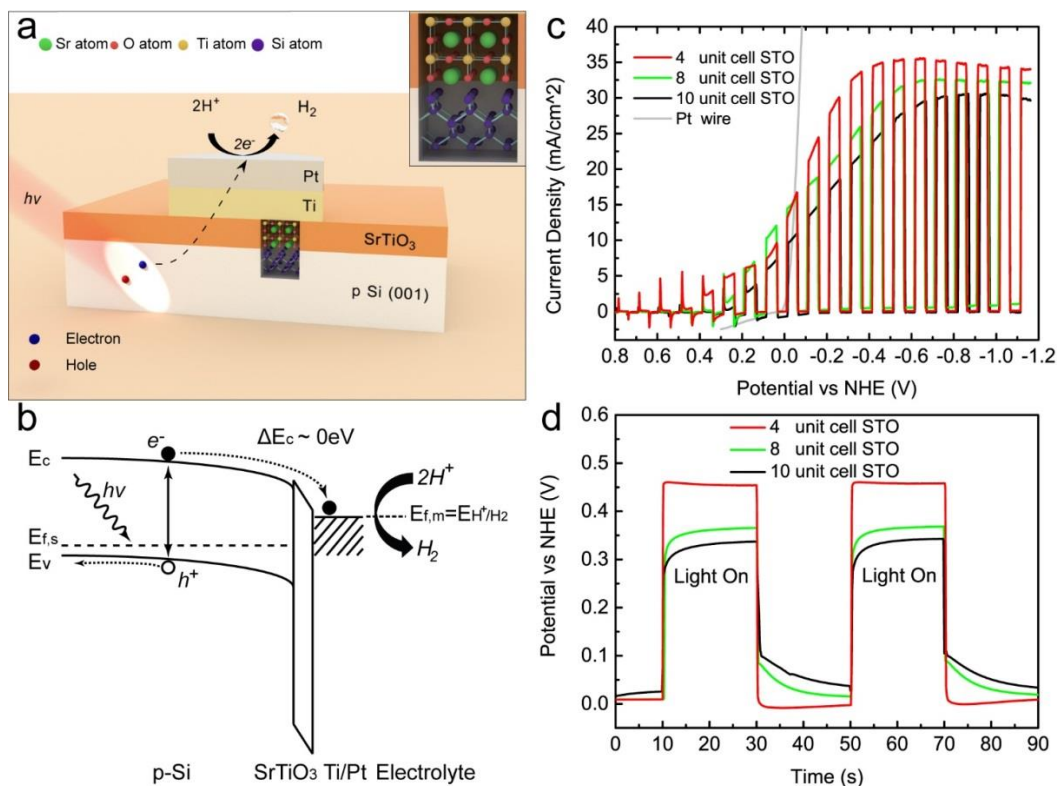 a
Sr atom O atom Ti atom Si atom
2H⁺
H₂
2e⁻
Pt
Ti
hν
SrTiO₃
p Si (001)
Electron
Hole
b
e⁻
ΔEc ~ 0eV
Ec
hν
2H⁺
Ef,m=EH⁺/H2
Ef,s
H₂
Ev
h⁺
p-Si
SrTiO₃ Ti/Pt Electrolyte
c
40
35
30
25
20
15
10
5
0
Current Density (mA/cm^2)
4 unit cell STO
8 unit cell STO
10 unit cell STO
Pt wire
0.8 0.6 0.4 0.2 0.0 -0.2 -0.4 -0.6 -0.8 -1.0 -1.2
Potential vs NHE (V)
d
0.6
0.5
0.4
0.3
0.2
0.1
0.0
Potential vs NHE (V)
4 unit cell STO
8 unit cell STO
10 unit cell STO
Light On
Light On
0 10 20 30 40 50 60 70 80 90
Time (s)